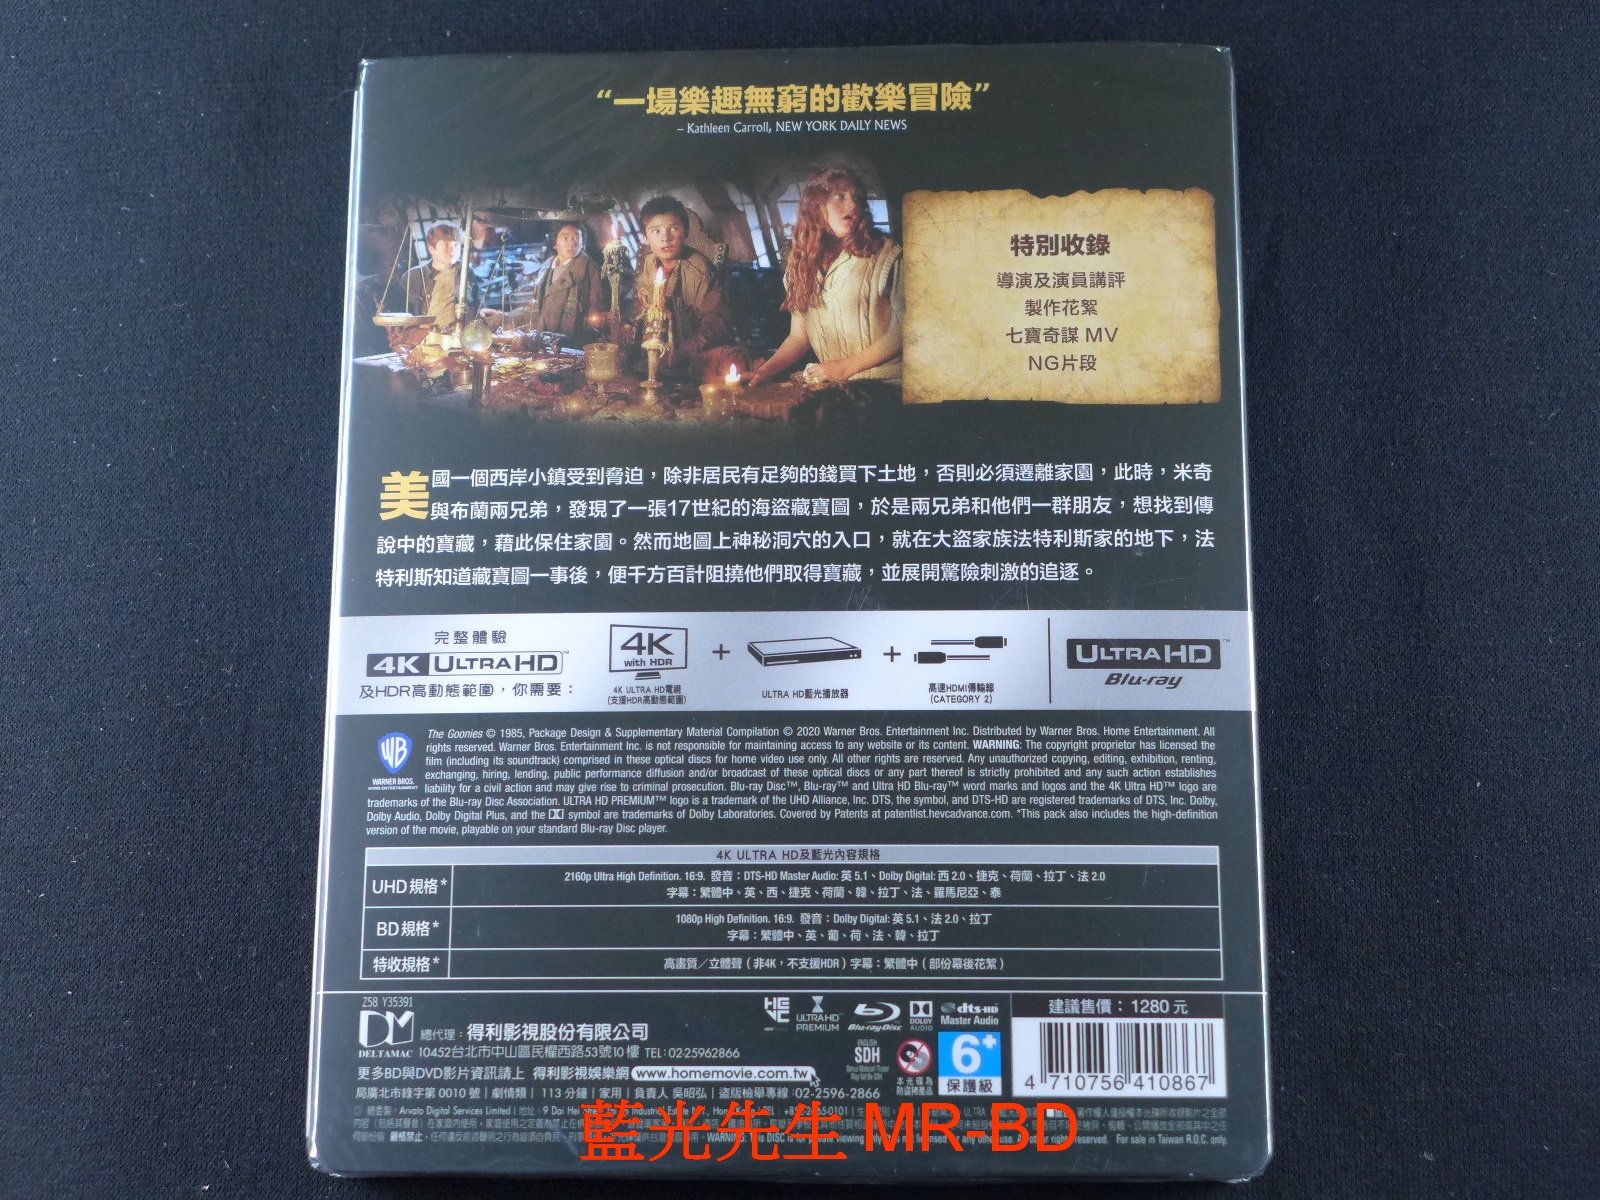 “一場樂趣無窮的歡樂冒險”
– Kathleen Carroll, NEW YORK DAILY NEWS
特別收錄
導演及演員講評
製作花絮
七寶奇謀 MV
NG片段
美國一個西岸小鎮受到脅迫，除非居民有足夠的錢買下土地，否則必須遷離家園，此時，米奇
與布蘭兩兄弟，發現了一張17世紀的海盜藏寶圖，於是兩兄弟和他們一群朋友，想找到傳
說中的寶藏，藉此保住家園。然而地圖上神秘洞穴的入口，就在大盜家族法特利斯家的地下，法
特利斯知道藏寶圖一事後，便千方百計阻撓他們取得寶藏，並展開驚險刺激的追逐。
完整體驗
4K ULTRA HD™
及HDR高動態範圍，你需要：
4K
with HDR
4K ULTRA HD電視
(支援HDR高動態範圍)
+
ULTRA HD藍光播放器
+
高速HDMI傳輸線
(CATEGORY 2)
ULTRA HD™
Blu-ray
WB
WARNER BROS.
HOME ENTERTAINMENT
The Goonies © 1985, Package Design & Supplementary Material Compilation © 2020 Warner Bros. Entertainment Inc. Distributed by Warner Bros. Home Entertainment. All
rights reserved. Warner Bros. Entertainment Inc. is not responsible for maintaining access to any website or its content. WARNING: The copyright proprietor has licensed the
film (including its soundtrack) comprised in these optical discs for home video use only. All other rights are reserved. Any unauthorized copying, editing, exhibition, renting,
exchanging, hiring, lending, public performance diffusion and/or broadcast of these optical discs or any part thereof is strictly prohibited and any such action establishes
liability for a civil action and may give rise to criminal prosecution. Blu-ray Disc™, Blu-ray™ and Ultra HD Blu-ray™ word marks and logos and the 4K Ultra HD™ logo are
trademarks of the Blu-ray Disc Association. ULTRA HD PREMIUM™ logo is a trademark of the UHD Alliance, Inc. DTS, the symbol, and DTS-HD are registered trademarks of DTS, Inc. Dolby,
Dolby Audio, Dolby Digital Plus, and the symbol are trademarks of Dolby Laboratories. Covered by Patents at patentlist.hevcadvance.com. *This pack also includes the high-definition
version of the movie, playable on your standard Blu-ray Disc player.
4K ULTRA HD及藍光內容規格
UHD規格*
2160p Ultra High Definition. 16:9. 發音：DTS-HD Master Audio: 英 5.1、Dolby Digital: 西 2.0、捷克、荷蘭、拉丁、法 2.0
字幕：繁體中、英、西、捷克、荷蘭、韓、拉丁、法、羅馬尼亞、泰
BD規格*
1080p High Definition. 16:9. 發音：Dolby Digital: 英 5.1、法 2.0、拉丁
字幕：繁體中、英、葡、荷、法、韓、拉丁
特收規格*
高畫質／立體聲（非4K，不支援HDR）字幕：繁體中（部份幕後花絮）
Z58 Y35391
DELTAMAC
總代理：得利影視股份有限公司
10452台北市中山區民權西路53號10樓 TEL：02-25962866
更多BD與DVD影片資訊請上 得利影視娛樂網 www.homemovie.com.tw
局廣北市錄字第 0010 號｜劇情類｜113 分鐘｜家用｜負責人 吳昭弘｜盜版檢舉專線：02-2596-2866
HEVC
ULTRA HD
PREMIUM
Blu-ray Disc
DOLBY
AUDIO
dts-HD
Master Audio
ENGLISH
SDH
Bonus Material/Trailer
May Not Be SDH
本光碟為
防盜拷產品
6+
保護級
建議售價：1280 元
4 710756 410867
Arvato Digital Services Limited
For sale in Taiwan R.O.C. only.
藍光先生 MR-BD